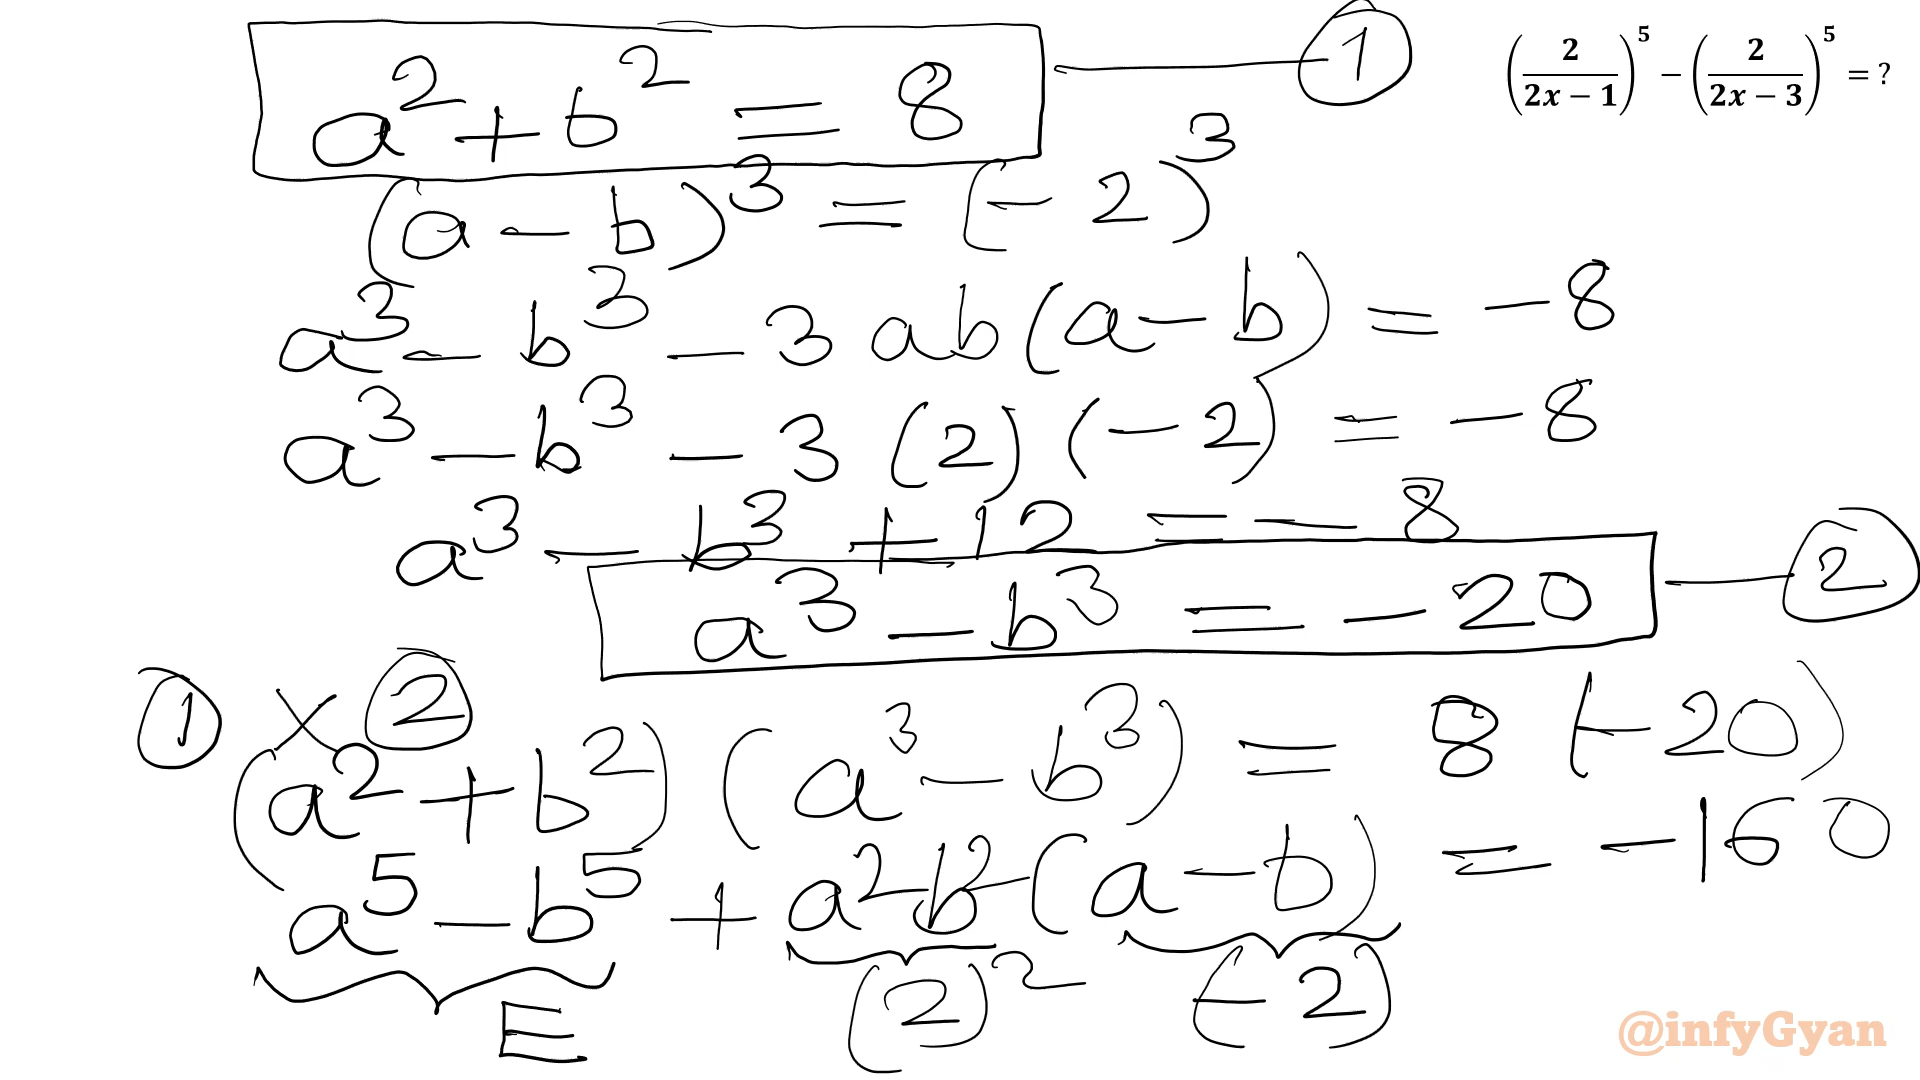 a² + b² = 8 —— ①
(2/(2x − 1))⁵ − (2/(2x − 3))⁵ = ?
(a − b)³ = (−2)³
a³ − b³ − 3ab(a − b) = −8
a³ − b³ − 3(2)(−2) = −8
a³ − b³ + 12 = −8
a³ − b³ = −20 —— ②
① × ②
(a² + b²)(a³ − b³) = 8(−20)
a⁵ − b⁵ + a²b²(a − b) = −160
E (2)² (−2)
@infyGyan